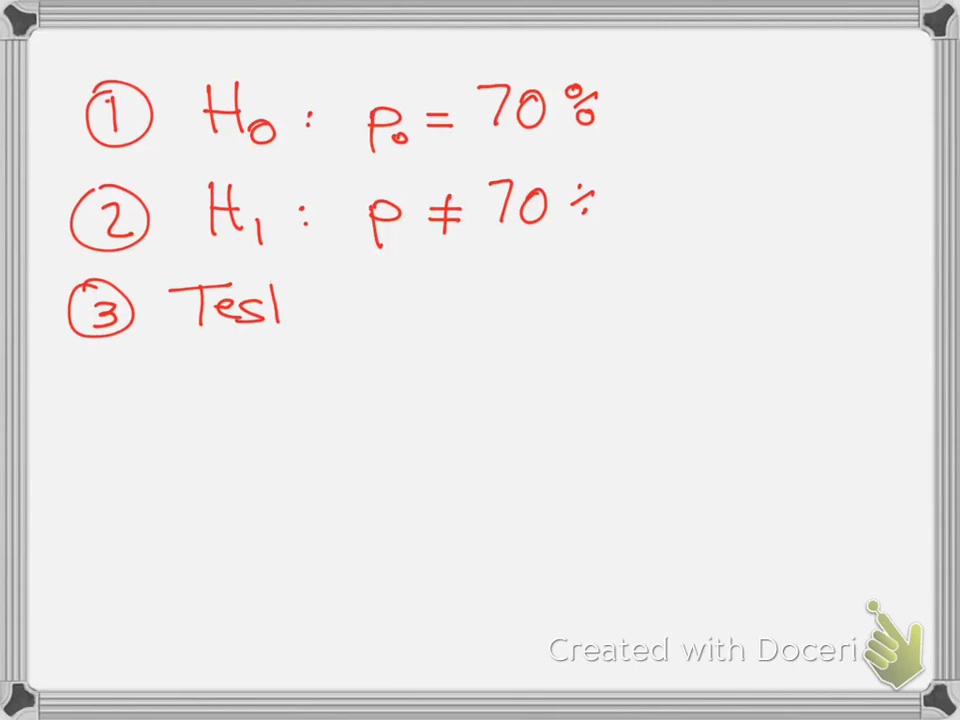 ① H₀ : p₀ = 70 %
② H₁ : p ≠ 70 %
③ Tesl
Created with Doceri